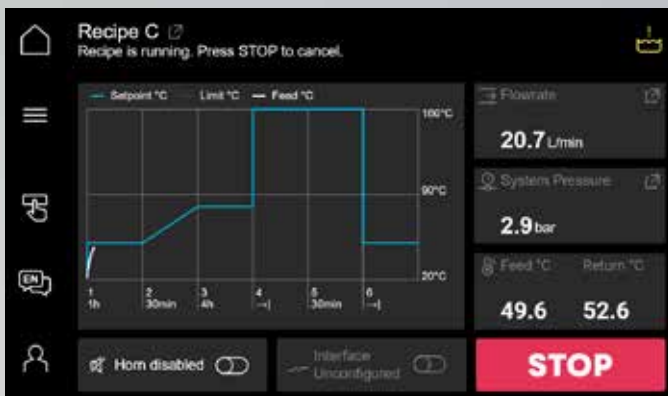 Recipe C
Recipe is running. Press STOP to cancel.
Setpoint °C Limit °C Feed °C
100°C
90°C
20°C
1 2 3 4 5 6
1h 30min 4h →| 30min →|
Flowrate
20.7 L/min
System Pressure
2.9 bar
Feed °C Return °C
49.6 52.6
EN
Horn disabled
Interface
Unconfigured
STOP